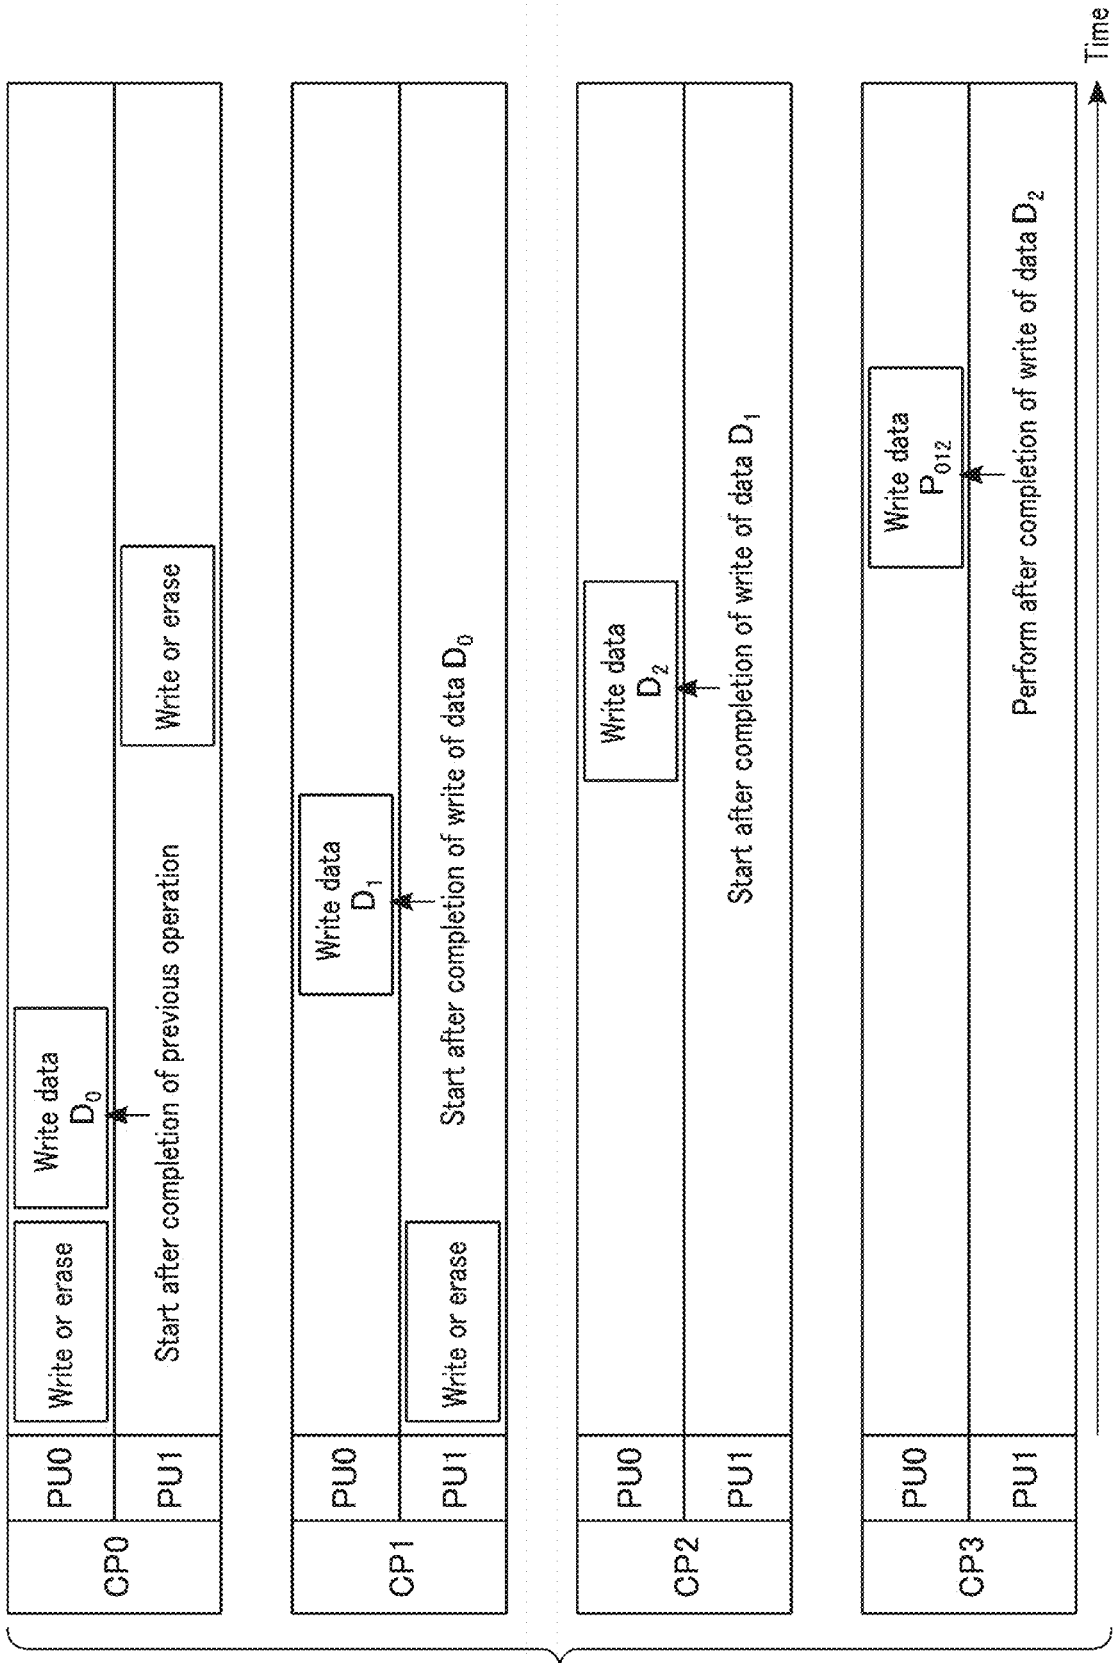 CP0
PU0
Write or erase
Write data
D₀
PU1
Start after completion of previous operation
Write or erase
CP1
PU0
Write data
D₁
PU1
Write or erase
Start after completion of write of data D₀
CP2
PU0
Write data
D₂
PU1
Start after completion of write of data D₁
CP3
PU0
Write data
P₀₁₂
PU1
Perform after completion of write of data D₂
Time